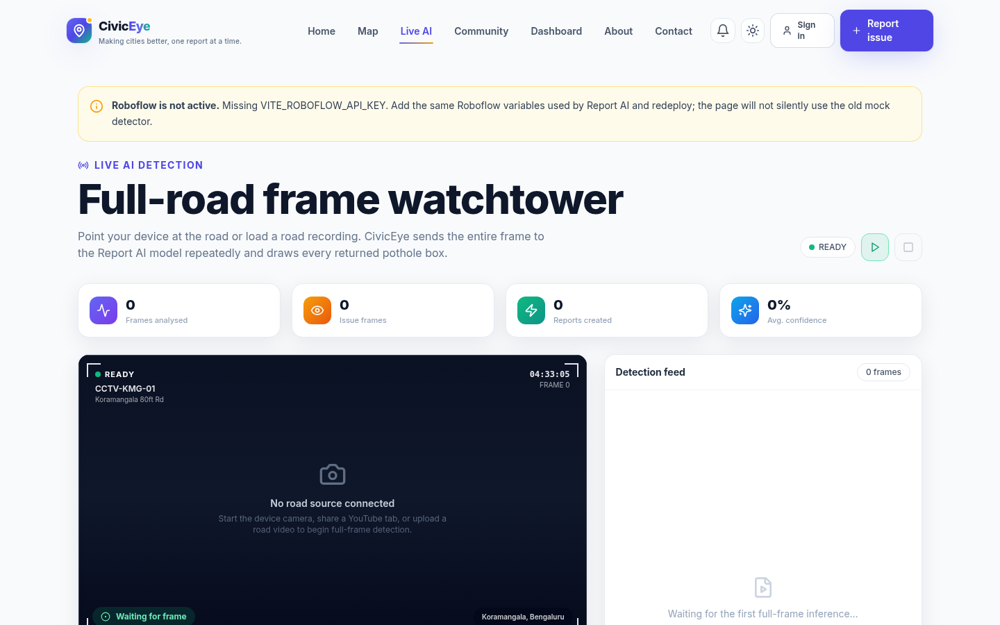 CivicEye
Making cities better, one report at a time.
Home
Map
Live AI
Community
Dashboard
About
Contact
Sign
in
Report
issue
Roboflow is not active. Missing VITE_ROBOFLOW_API_KEY. Add the same Roboflow variables used by Report AI and redeploy; the page will not silently use the old mock
detector.
LIVE AI DETECTION
Full-road frame watchtower
Point your device at the road or load a road recording. CivicEye sends the entire frame to
the Report AI model repeatedly and draws every returned pothole box.
READY
0
Frames analysed
0
Issue frames
0
Reports created
0%
Avg. confidence
READY
CCTV-KMG-01
Koramangala 80ft Rd
04:33:05
FRAME 0
No road source connected
Start the device camera, share a YouTube tab, or upload a
road video to begin full-frame detection.
Waiting for frame
Koramangala, Bengaluru
Detection feed
0 frames
Waiting for the first full-frame inference...